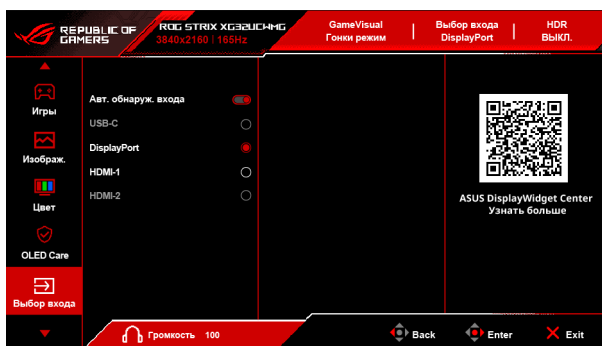 REPUBLIC OF
GAMERS
ROG STRIX XG32UCWMG
3840x2160 | 165Hz
GameVisual
Гонки режим
Выбор входа
DisplayPort
HDR
ВЫКЛ.
Игры
Изображ.
Цвет
OLED Care
Выбор входа
Авт. обнаруж. входа
USB-C
DisplayPort
HDMI-1
HDMI-2
ASUS DisplayWidget Center
Узнать больше
Громкость 100
Back
Enter
Exit